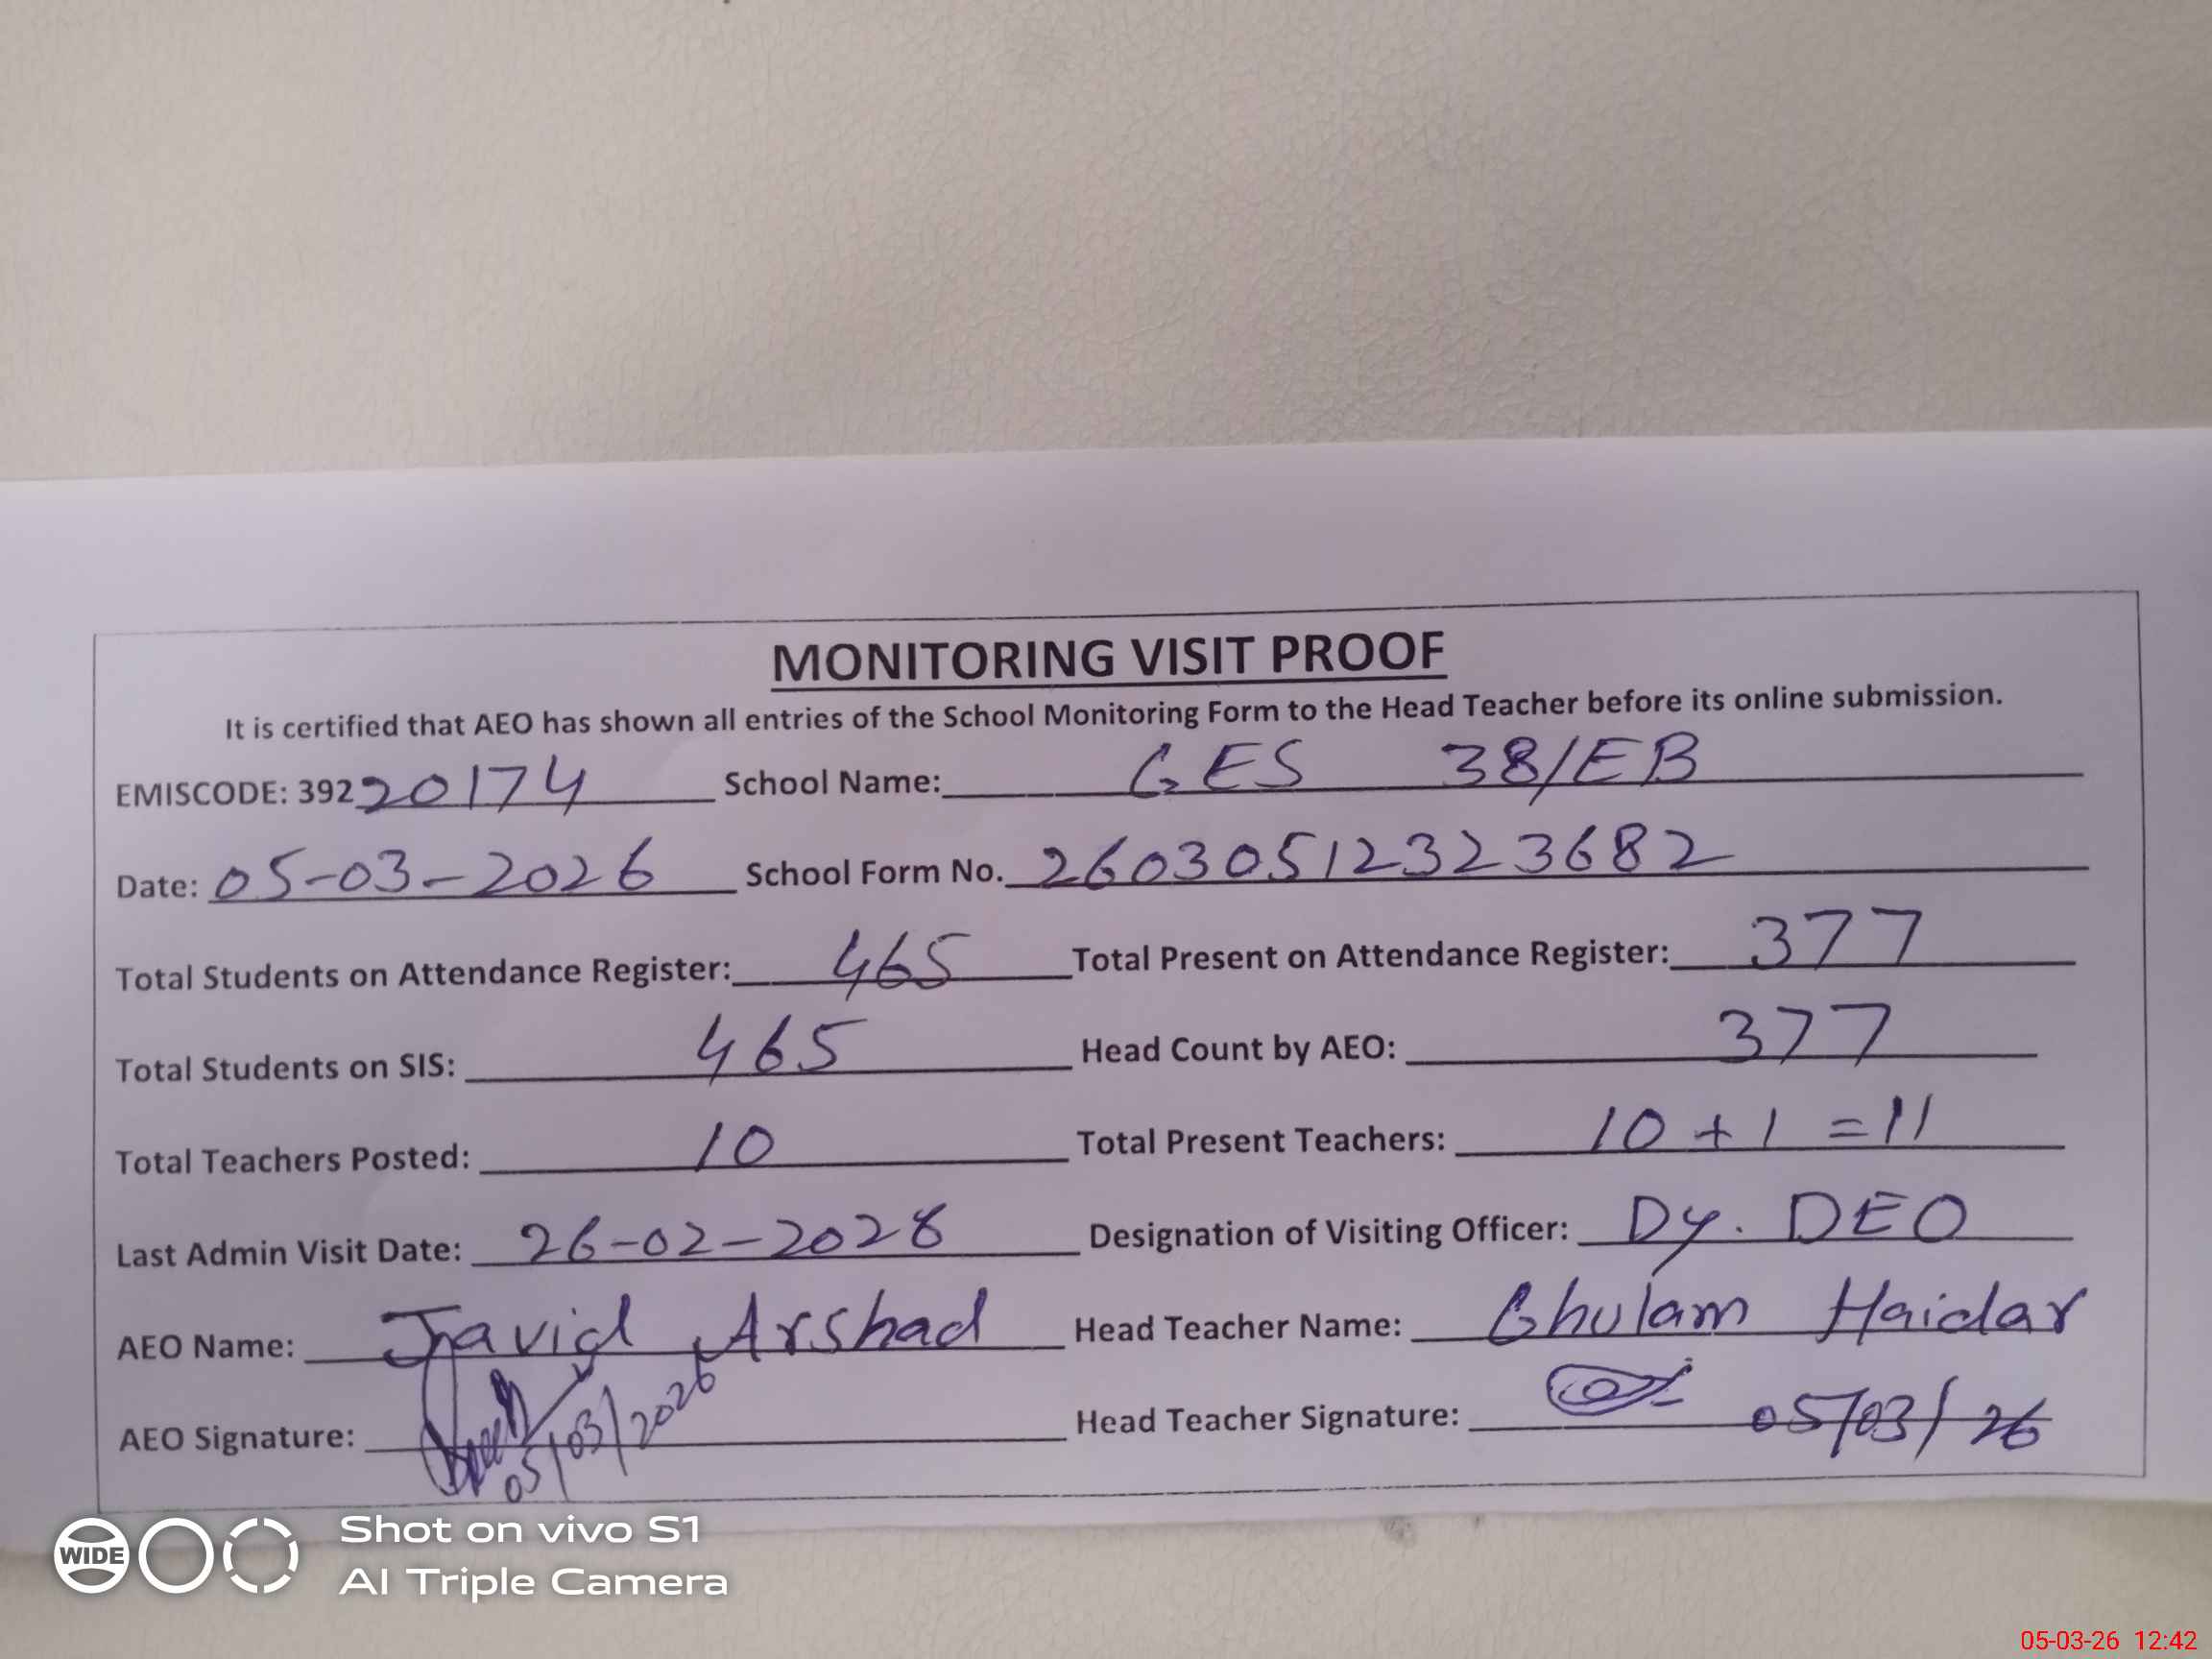 MONITORING VISIT PROOF
It is certified that AEO has shown all entries of the School Monitoring Form to the Head Teacher before its online submission.
EMISCODE: 39220174 School Name: GES 38/EB
Date: 05-03-2026 School Form No. 260305123233682
Total Students on Attendance Register: 465 Total Present on Attendance Register: 377
Total Students on SIS: 465 Head Count by AEO: 377
Total Teachers Posted: 10 Total Present Teachers: 10 + 1 = 11
Last Admin Visit Date: 26-02-2026 Designation of Visiting Officer: Dy. DEO
AEO Name: Javid Arshad Head Teacher Name: Ghulam Haidar
AEO Signature: 05/03/2026 Head Teacher Signature: 05/03/26
WIDE
Shot on vivo S1
AI Triple Camera
05-03-26 12:42